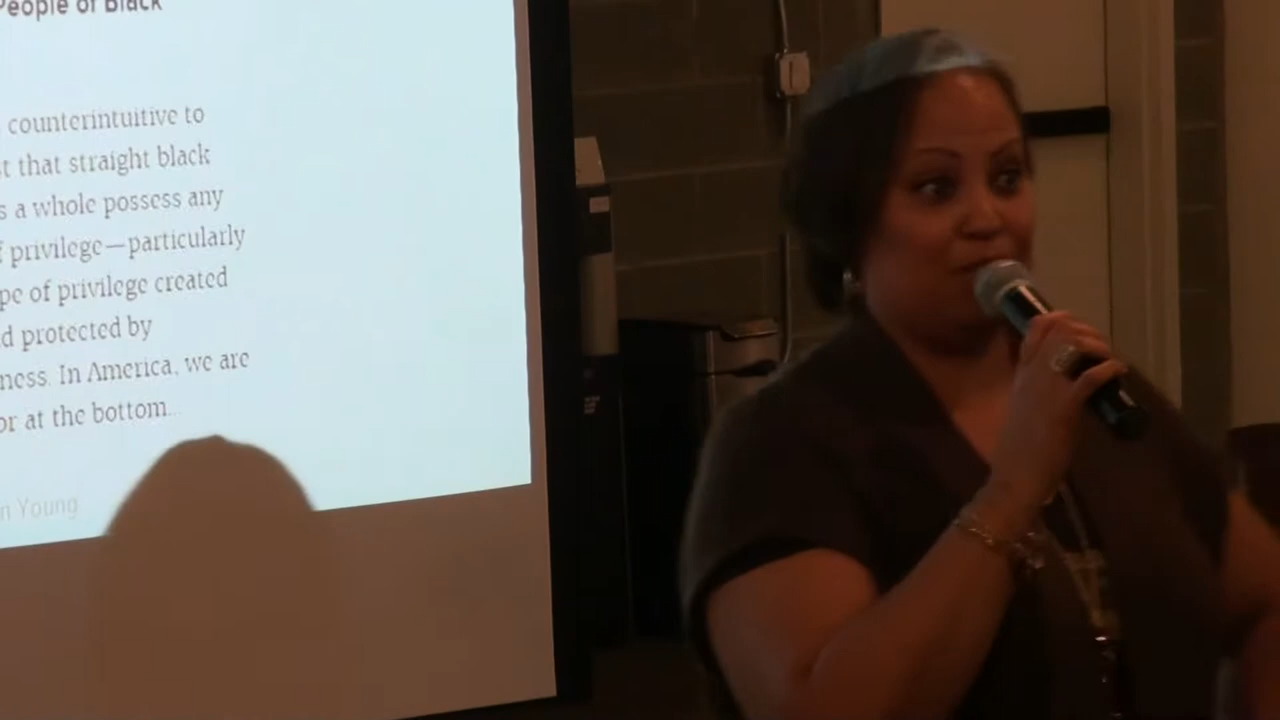 People of Black
counterintuitive to
st that straight black
s a whole possess any
f privilege—particularly
pe of privilege created
d protected by
ness. In America, we are
or at the bottom...
n Young